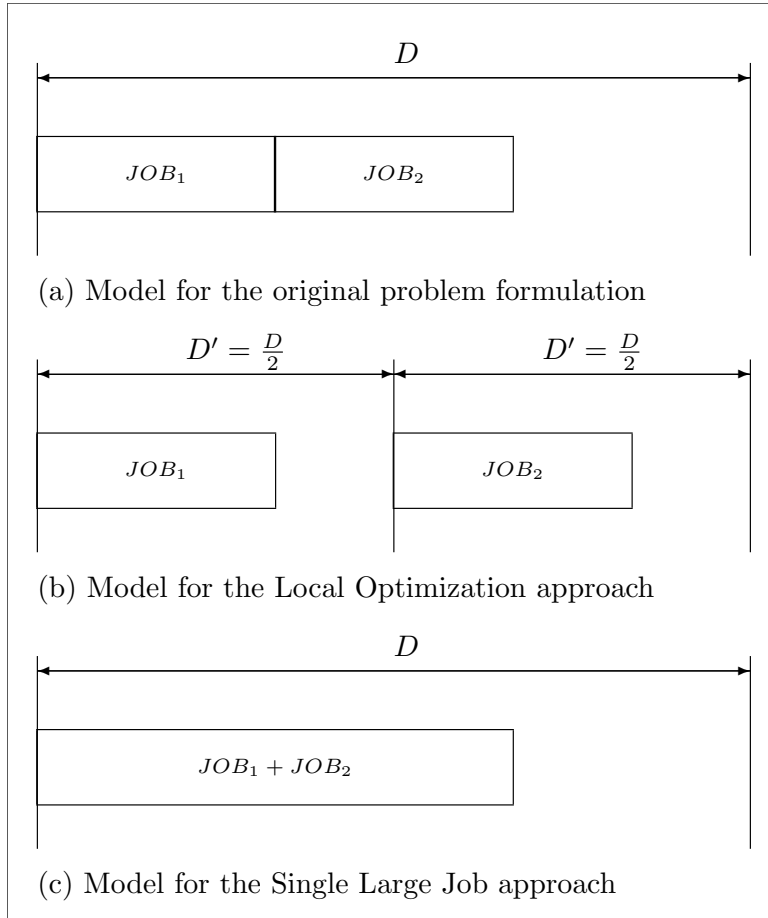 D
JOB₁ JOB₂
(a) Model for the original problem formulation
D′ = D/2 D′ = D/2
JOB₁ JOB₂
(b) Model for the Local Optimization approach
D
JOB₁ + JOB₂
(c) Model for the Single Large Job approach